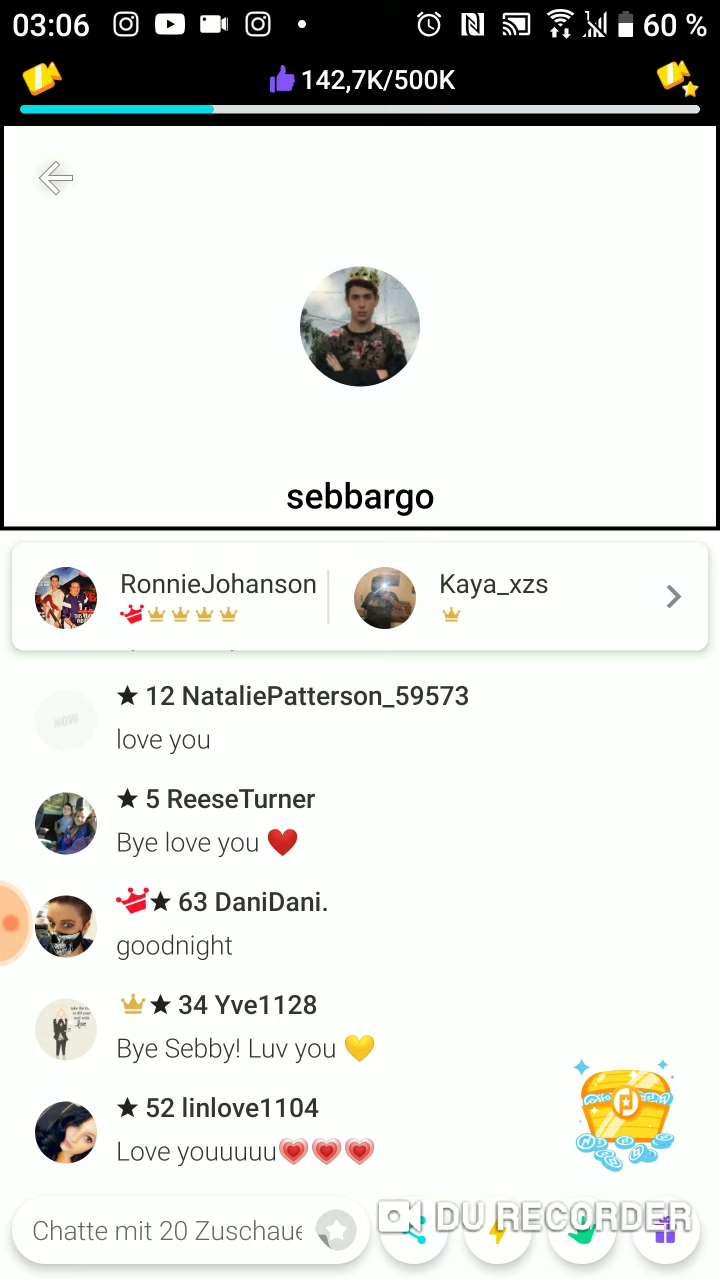 03:06
60 %
142,7K/500K
sebbargo
RonnieJohanson
Kaya_xzs
NOW
★ 12 NataliePatterson_59573
love you
★ 5 ReeseTurner
Bye love you ❤️
★ 63 DaniDani.
goodnight
★ 34 Yve1128
Bye Sebby! Luv you 💛
★ 52 linlove1104
Love youuuuu💗💗💗
Chatte mit 20 Zuschaue
DU RECORDER